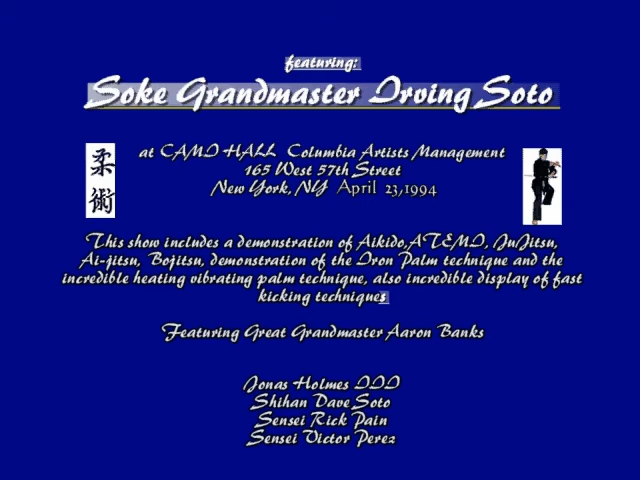 featuring:
Soke Grandmaster Irving Soto
柔術
at CAMI HALL Columbia Artists Management
165 West 57th Street
New York, NY April 23,1994
This show includes a demonstration of Aikido,ATEMI, JuJitsu,
Ai-jitsu, Bojitsu, demonstration of the Iron Palm technique and the
incredible heating vibrating palm technique, also incredible display of fast
kicking techniques
Featuring Great Grandmaster Aaron Banks
Jonas Holmes III
Shihan Dave Soto
Sensei Rick Pain
Sensei Victor Perez